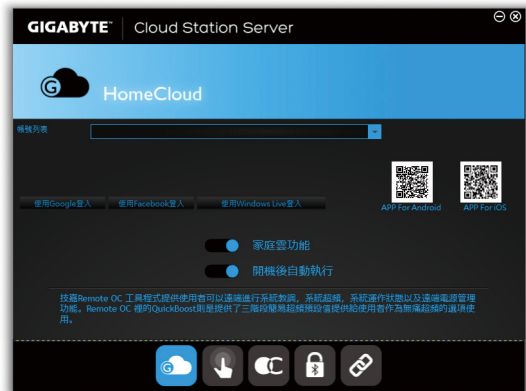 GIGABYTE™ Cloud Station Server
G HomeCloud
帳號列表
使用Google登入 使用Facebook登入 使用Windows Live登入
APP For Android APP For iOS
家庭雲功能
開機後自動執行
技嘉Remote OC 工具程式提供使用者可以遠端進行系統微調、系統超頻、系統運作狀態以及遠端電源管理
功能。Remote OC 裡的QuickBoost則是提供了三階段簡易超頻預設值提供給使用者作為無痛超頻的選項使
用。
G